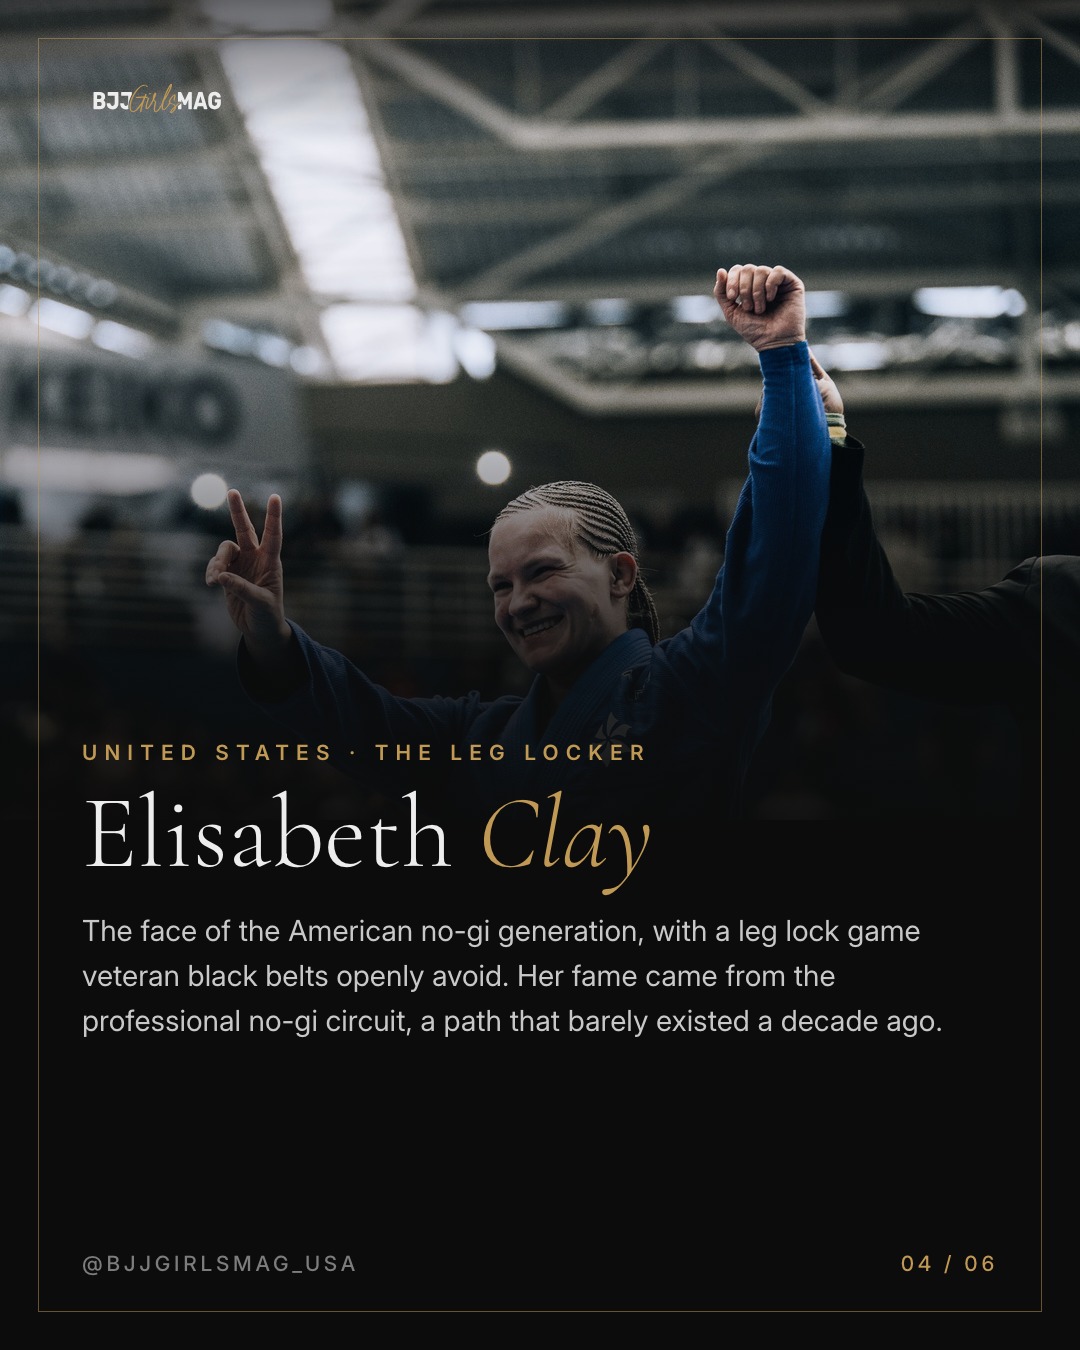 BJJGirlsMAG
KEIKO
UNITED STATES · THE LEG LOCKER
Elisabeth Clay
The face of the American no-gi generation, with a leg lock game
veteran black belts openly avoid. Her fame came from the
professional no-gi circuit, a path that barely existed a decade ago.
@BJJGIRLSMAG_USA
04 / 06